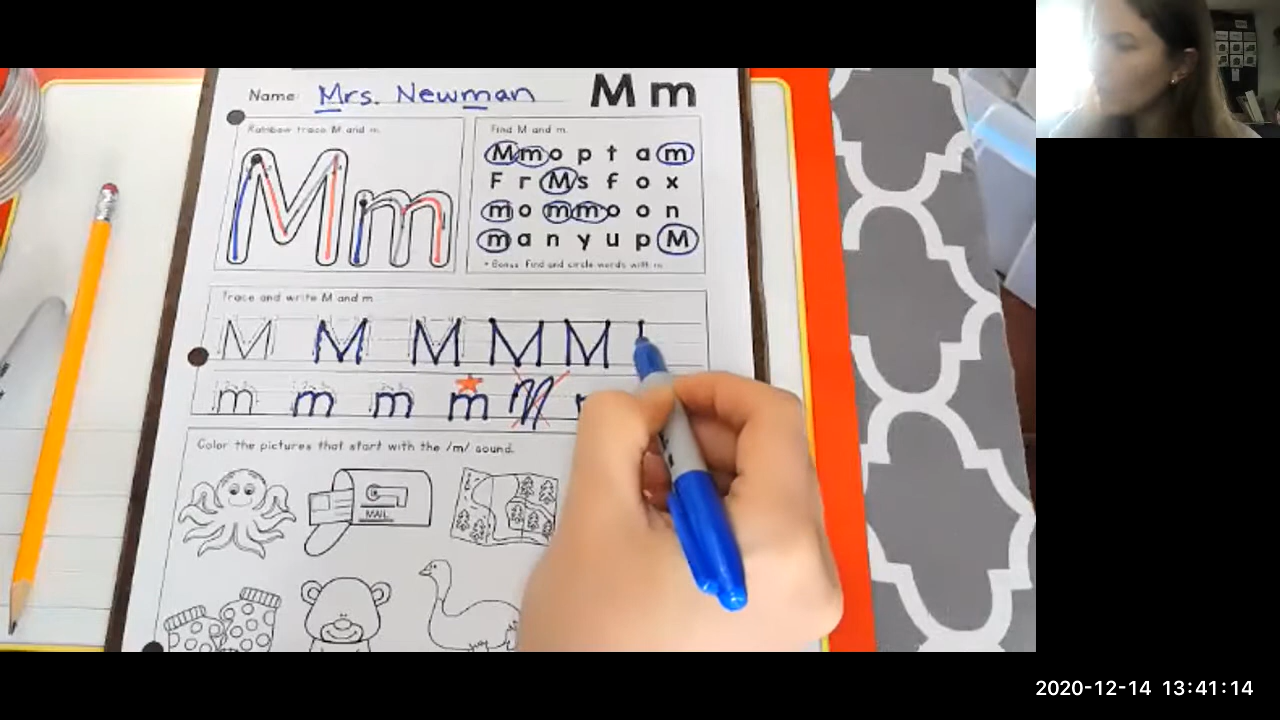 Name: Mrs. Newman
M m
Rainbow trace M and m.
Mm
Find M and m.
M m o p t a m
F r M s f o x
m o m m o o n
m a n y u p M
• Bonus: Find and circle words with m.
Trace and write M and m.
M M M M M
m m m m
Color the pictures that start with the /m/ sound.
MAIL
2020-12-14 13:41:14